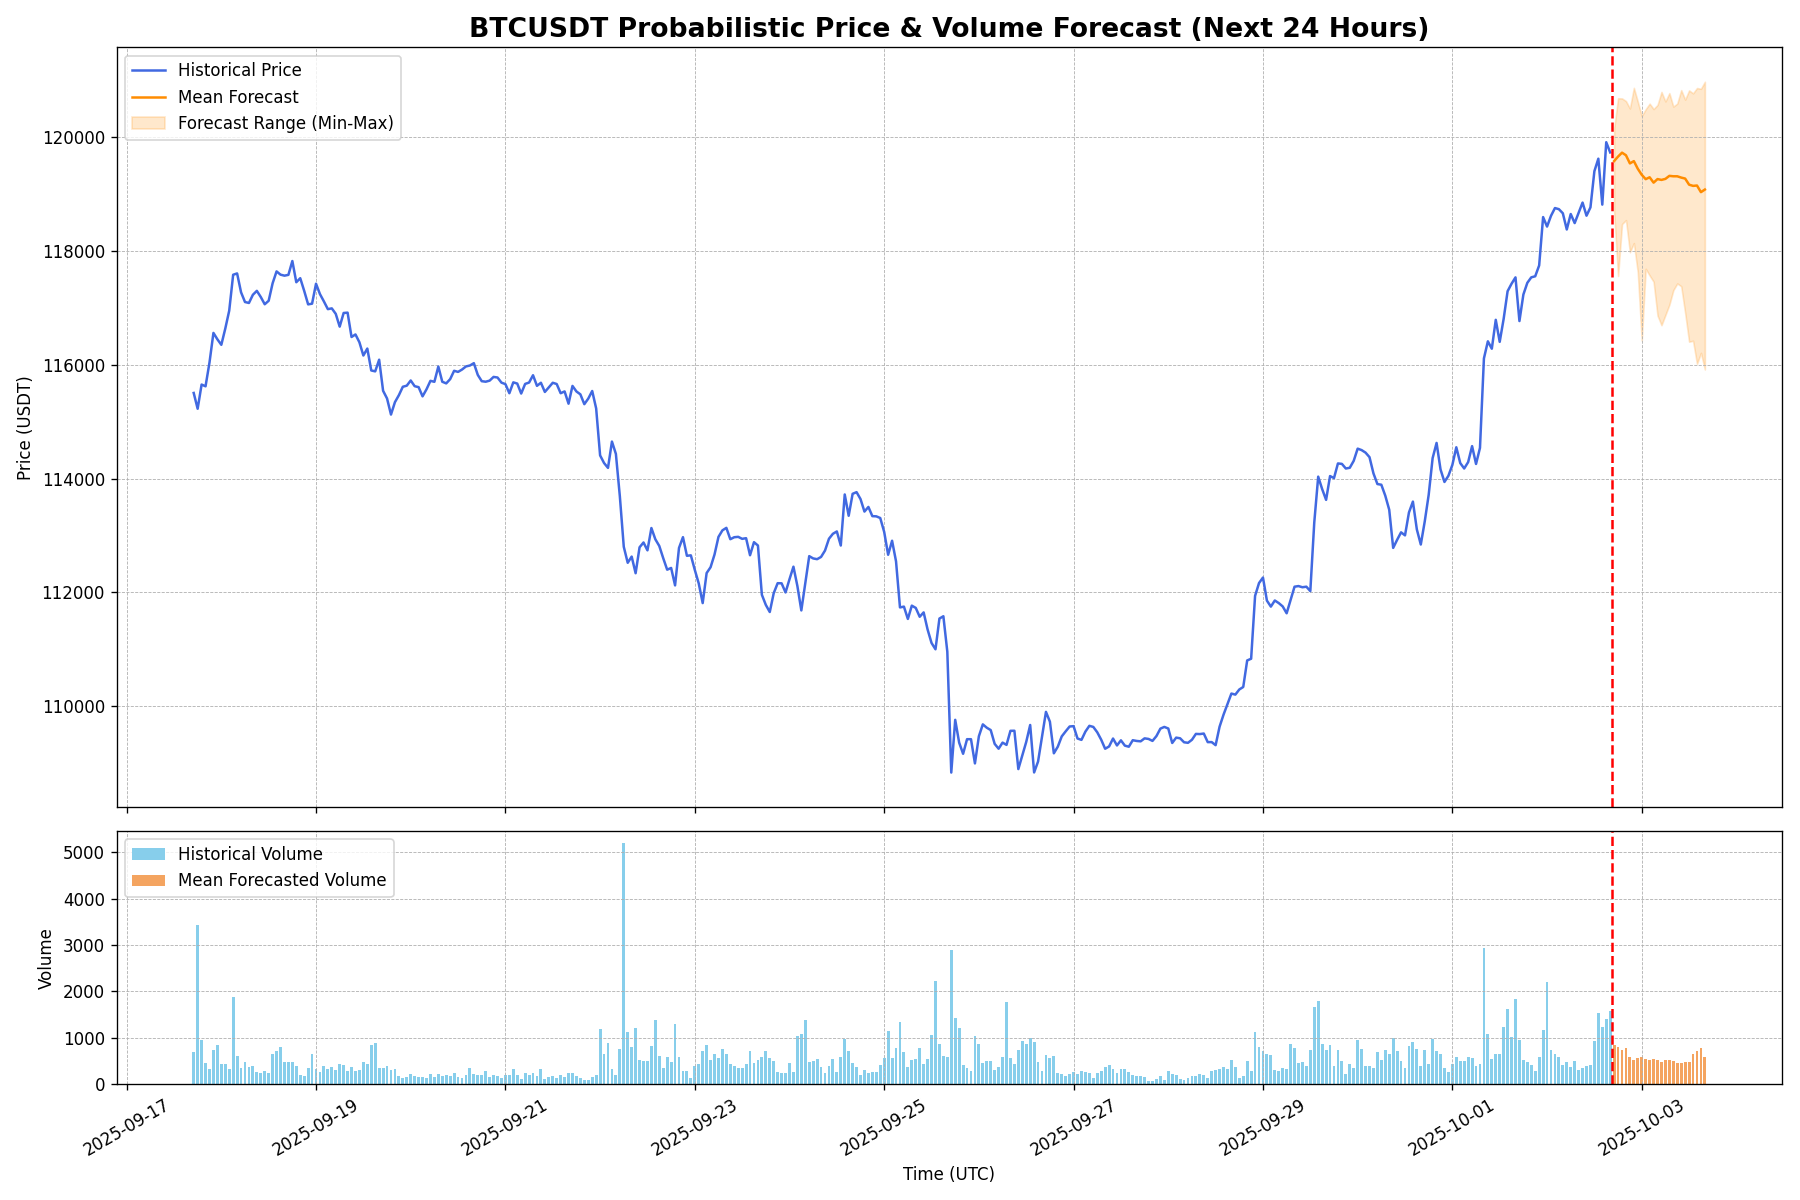 BTCUSDT Probabilistic Price & Volume Forecast (Next 24 Hours)
Historical Price
Mean Forecast
Forecast Range (Min-Max)
120000
118000
116000
114000
112000
110000
Price (USDT)
Historical Volume
Mean Forecasted Volume
5000
4000
3000
2000
1000
0
Volume
2025-09-17
2025-09-19
2025-09-21
2025-09-23
2025-09-25
2025-09-27
2025-09-29
2025-10-01
2025-10-03
Time (UTC)